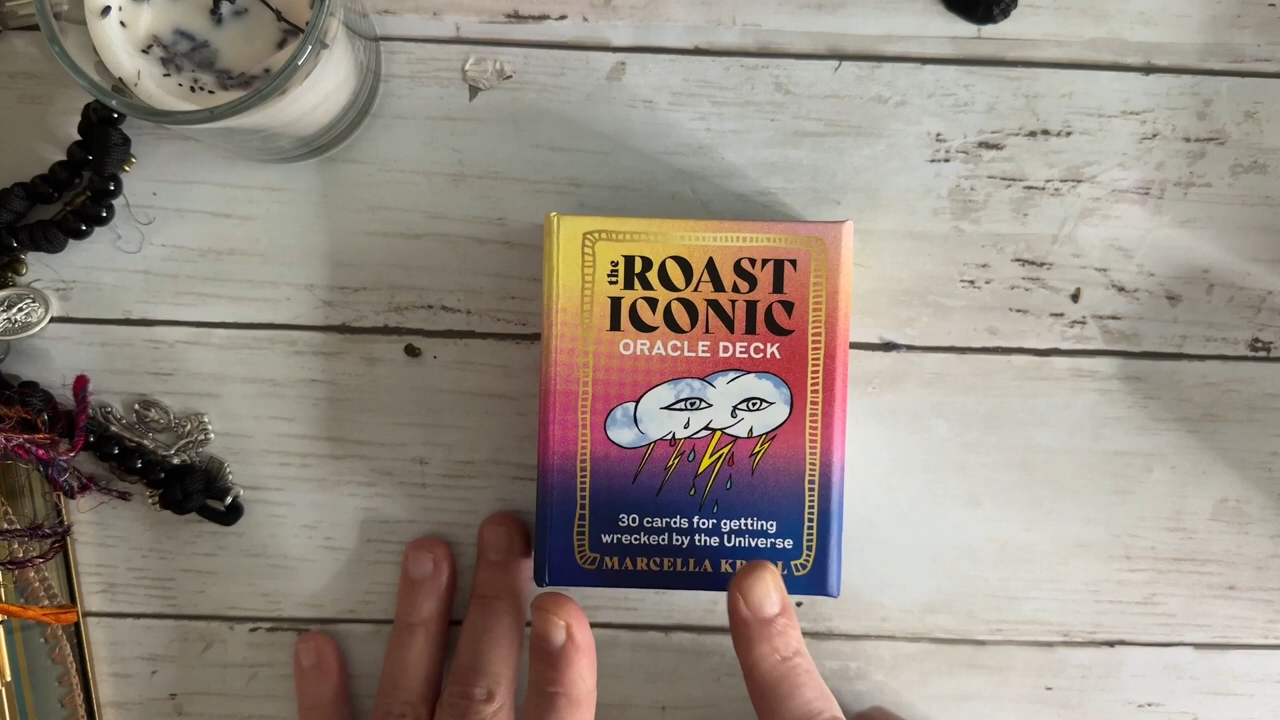 the ROAST
ICONIC
ORACLE DECK
30 cards for getting
wrecked by the Universe
MARCELLA